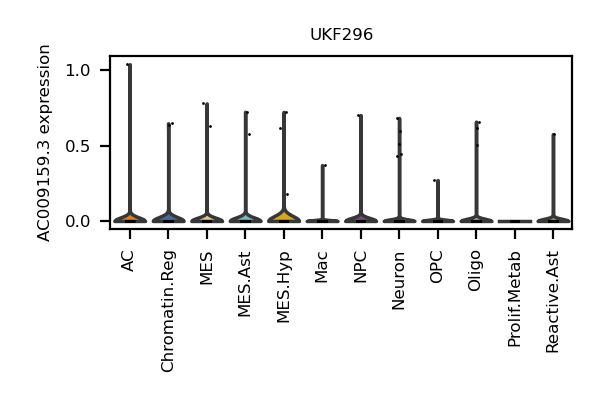 UKF296
AC009159.3 expression
1.0
0.5
0.0
AC
Chromatin.Reg
MES
MES.Ast
MES.Hyp
Mac
NPC
Neuron
OPC
Oligo
Prolif.Metab
Reactive.Ast